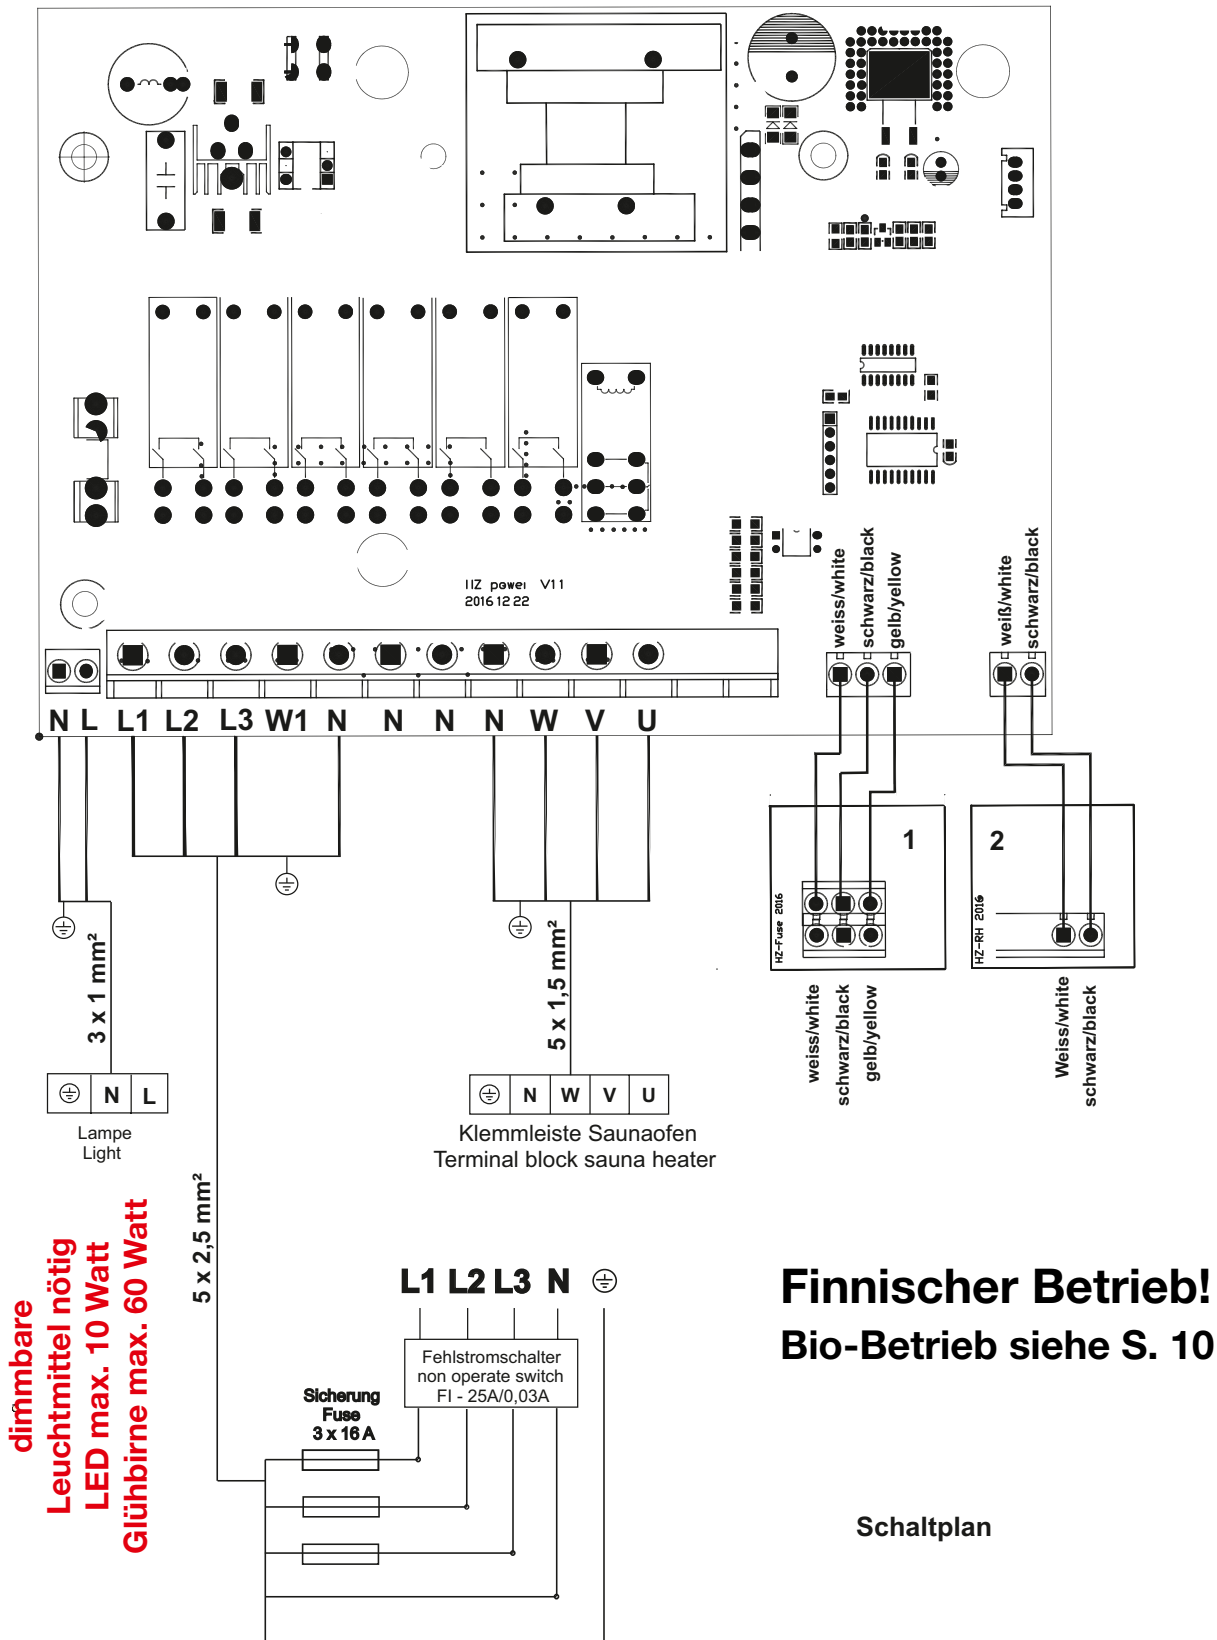 HZ power V1.1
2016 12 22
weiss/white
schwarz/black
gelb/yellow
weiß/white
schwarz/black
N L L1 L2 L3 W1 N N N N W V U
1
HZ-Fuse 2016
2
HZ-RH 2016
weiss/white
schwarz/black
gelb/yellow
Weiss/white
schwarz/black
3 x 1 mm²
N L
Lampe
Light
5 x 1,5 mm²
N W V U
Klemmleiste Saunaofen
Terminal block sauna heater
5 x 2,5 mm²
dimmbare
Leuchtmittel nötig
LED max. 10 Watt
Glühbirne max. 60 Watt
L1 L2 L3 N
Fehlstromschalter
non operate switch
FI - 25A/0,03A
Sicherung
Fuse
3 x 16 A
Finnischer Betrieb!
Bio-Betrieb siehe S. 10
Schaltplan